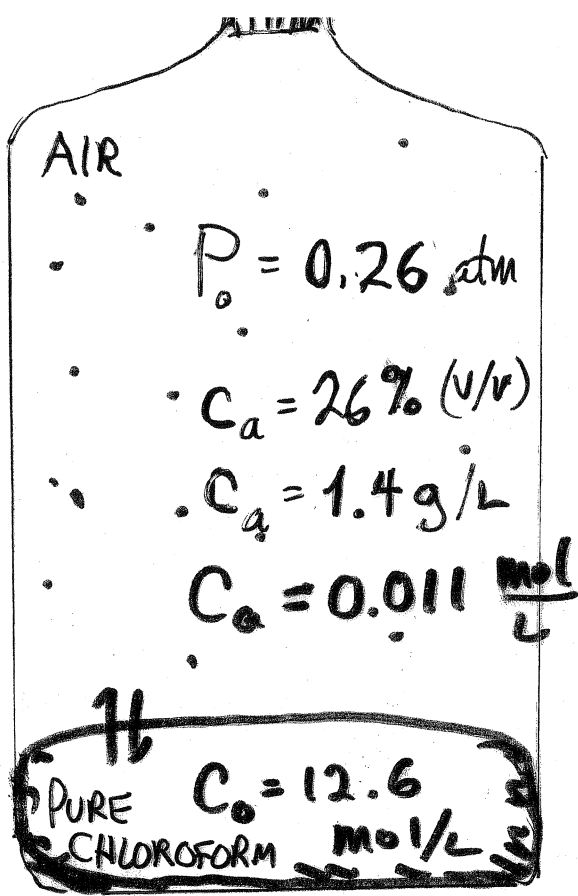 AIR
P₀ = 0.26 atm
Cₐ = 26% (v/v)
Cₐ = 1.4 g/L
Cₐ = 0.011 mol/L
C₀ = 12.6
mol/L
PURE
CHLOROFORM